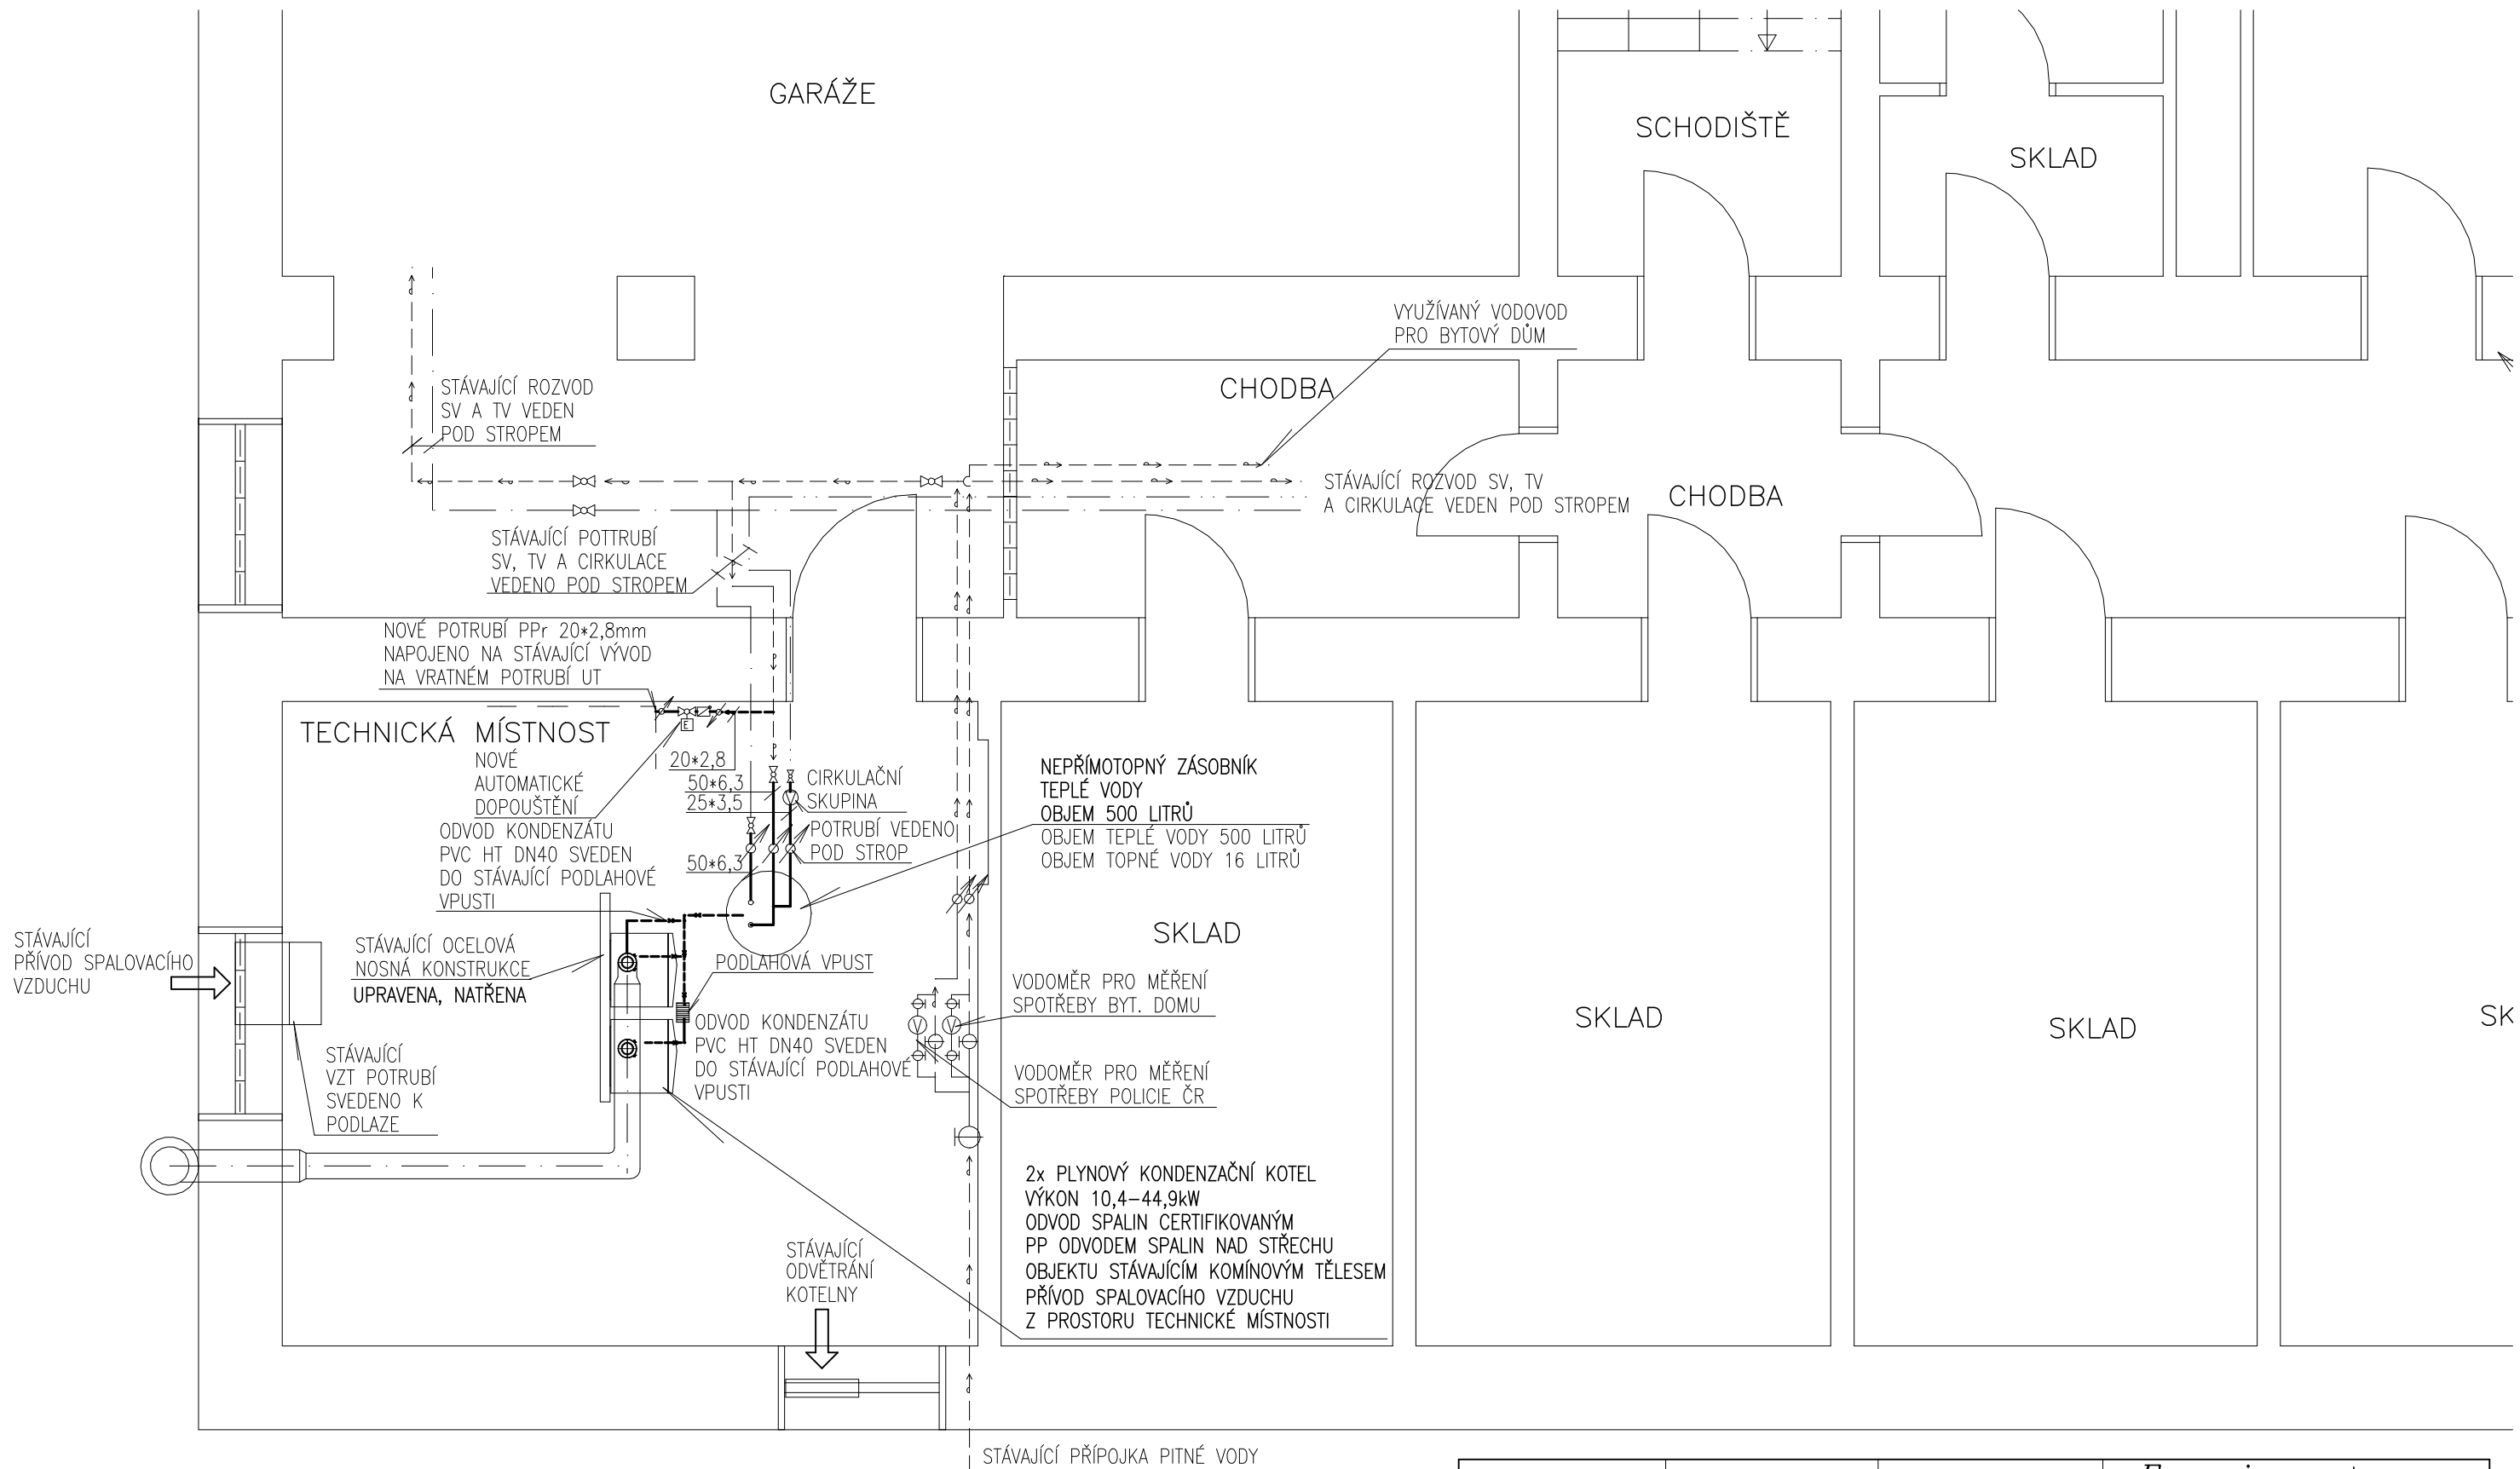 GARÁŽE
SCHODIŠTĚ
SKLAD
VYUŽÍVANÝ VODOVOD
PRO BYTOVÝ DŮM
STÁVAJÍCÍ ROZVOD
SV A TV VEDEN
POD STROPEM
CHODBA
STÁVAJÍCÍ ROZVOD SV, TV
A CIRKULACE VEDEN POD STROPEM
CHODBA
STÁVAJÍCÍ POTTRUBÍ
SV, TV A CIRKULACE
VEDENO POD STROPEM
NOVÉ POTRUBÍ PPr 20*2,8mm
NAPOJENO NA STÁVAJÍCÍ VÝVOD
NA VRATNÉM POTRUBÍ UT
TECHNICKÁ MÍSTNOST
E
NOVÉ
AUTOMATICKÉ
DOPOUŠTĚNÍ
20*2,8
50*6,3
25*3,5
V
CIRKULAČNÍ
SKUPINA
POTRUBÍ VEDENO
POD STROP
50*6,3
NEPŘÍMOTOPNÝ ZÁSOBNÍK
TEPLÉ VODY
OBJEM 500 LITRŮ
OBJEM TEPLÉ VODY 500 LITRŮ
OBJEM TOPNÉ VODY 16 LITRŮ
ODVOD KONDENZÁTU
PVC HT DN40 SVEDEN
DO STÁVAJÍCÍ PODLAHOVÉ
VPUSTI
STÁVAJÍCÍ
PŘÍVOD SPALOVACÍHO
VZDUCHU
STÁVAJÍCÍ OCELOVÁ
NOSNÁ KONSTRUKCE
UPRAVENA, NATŘENA
PODLAHOVÁ VPUST
SKLAD
VODOMĚR PRO MĚŘENÍ
SPOTŘEBY BYT. DOMU
V
V
ODVOD KONDENZÁTU
PVC HT DN40 SVEDEN
DO STÁVAJÍCÍ PODLAHOVÉ
VPUSTI
VODOMĚR PRO MĚŘENÍ
SPOTŘEBY POLICIE ČR
SKLAD
SKLAD
SK
STÁVAJÍCÍ
VZT POTRUBÍ
SVEDENO K
PODLAZE
2x PLYNOVÝ KONDENZAČNÍ KOTEL
VÝKON 10,4-44,9kW
ODVOD SPALIN CERTIFIKOVANÝM
PP ODVODEM SPALIN NAD STŘECHU
OBJEKTU STÁVAJÍCÍM KOMÍNOVÝM TĚLESEM
PŘÍVOD SPALOVACÍHO VZDUCHU
Z PROSTORU TECHNICKÉ MÍSTNOSTI
STÁVAJÍCÍ
ODVĚTRÁNÍ
KOTELNY
STÁVAJÍCÍ PŘÍPOJKA PITNÉ VODY